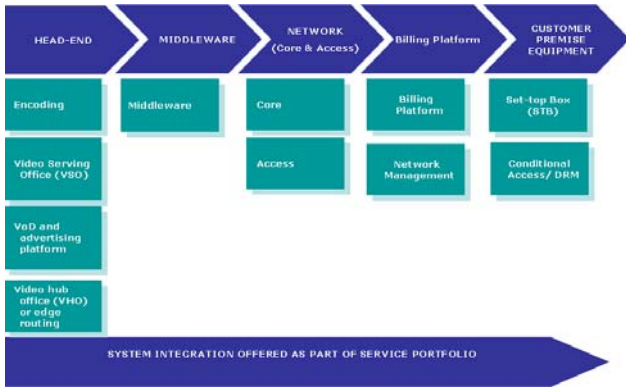 HEAD-END
MIDDLEWARE
NETWORK
(Core & Access)
Billing Platform
CUSTOMER
PREMISE
EQUIPMENT
Encoding
Middleware
Core
Billing
Platform
Set-top Box
(STB)
Video Serving
Office (VSO)
Access
Network
Management
Conditional
Access/ DRM
VoD and
advertising
platform
Video hub
office (VHO)
or edge
routing
SYSTEM INTEGRATION OFFERED AS PART OF SERVICE PORTFOLIO